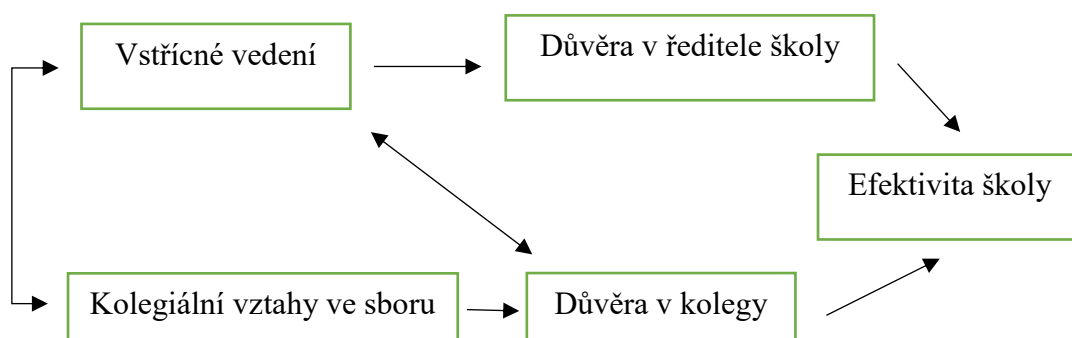 Vstřícné vedení
Důvěra v ředitele školy
Efektivita školy
Kolegiální vztahy ve sboru
Důvěra v kolegy